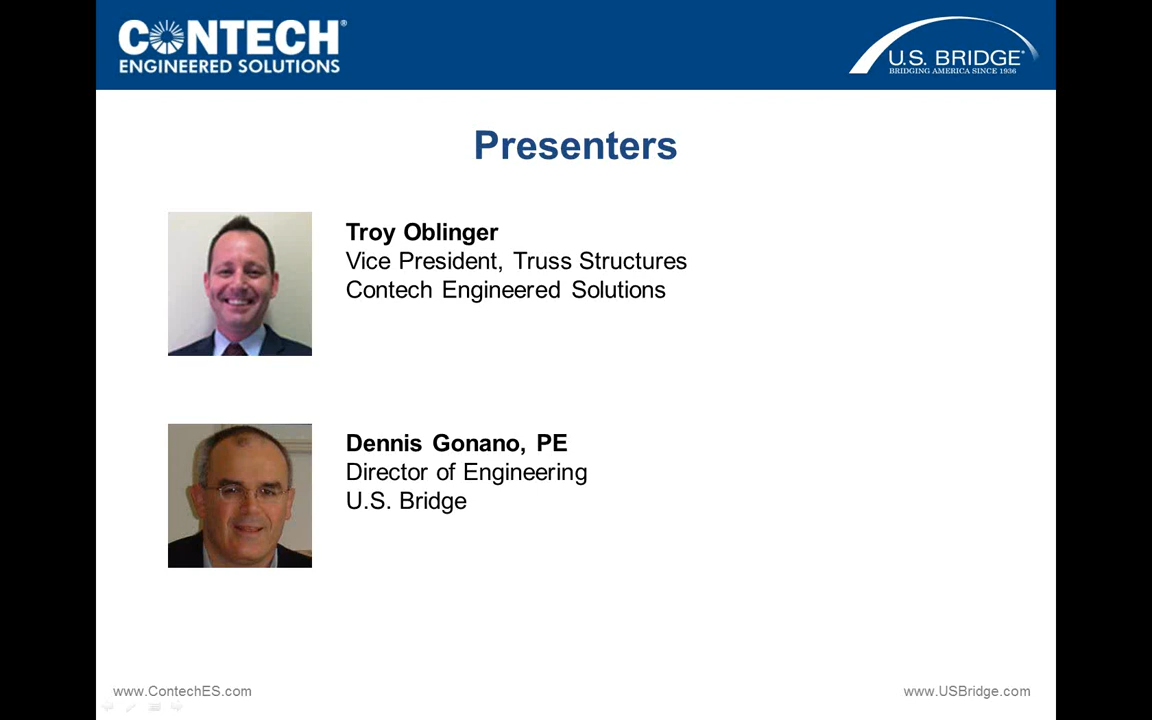 CONTECH®
ENGINEERED SOLUTIONS
U.S. BRIDGE®
BRIDGING AMERICA SINCE 1936
Presenters
Troy Oblinger
Vice President, Truss Structures
Contech Engineered Solutions
Dennis Gonano, PE
Director of Engineering
U.S. Bridge
www.ContechES.com
www.USBridge.com